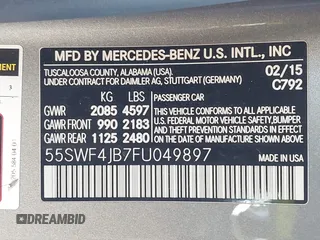 MENT
MFD BY MERCEDES-BENZ U.S. INTL., INC
TUSCALOOSA COUNTY, ALABAMA (USA). 02/15
UNDER CONTRACT FOR DAIMLER AG, STUTTGART (GERMANY) C792
KG LBS PASSENGER CAR
GVWR 2085 4597
GAWR FRONT 990 2183
GAWR REAR 1125 2480
THIS VEHICLE CONFORMS TO ALL
APPLICABLE U.S. FEDERAL MOTOR
VEHICLE SAFETY, BUMPER,
AND THEFT PREVENTION
STANDARDS IN EFFECT ON THE DATE
OF MANUFACTURE SHOWN ABOVE.
55SWF4JB7FU049897
© DREAMBID DREAMBID